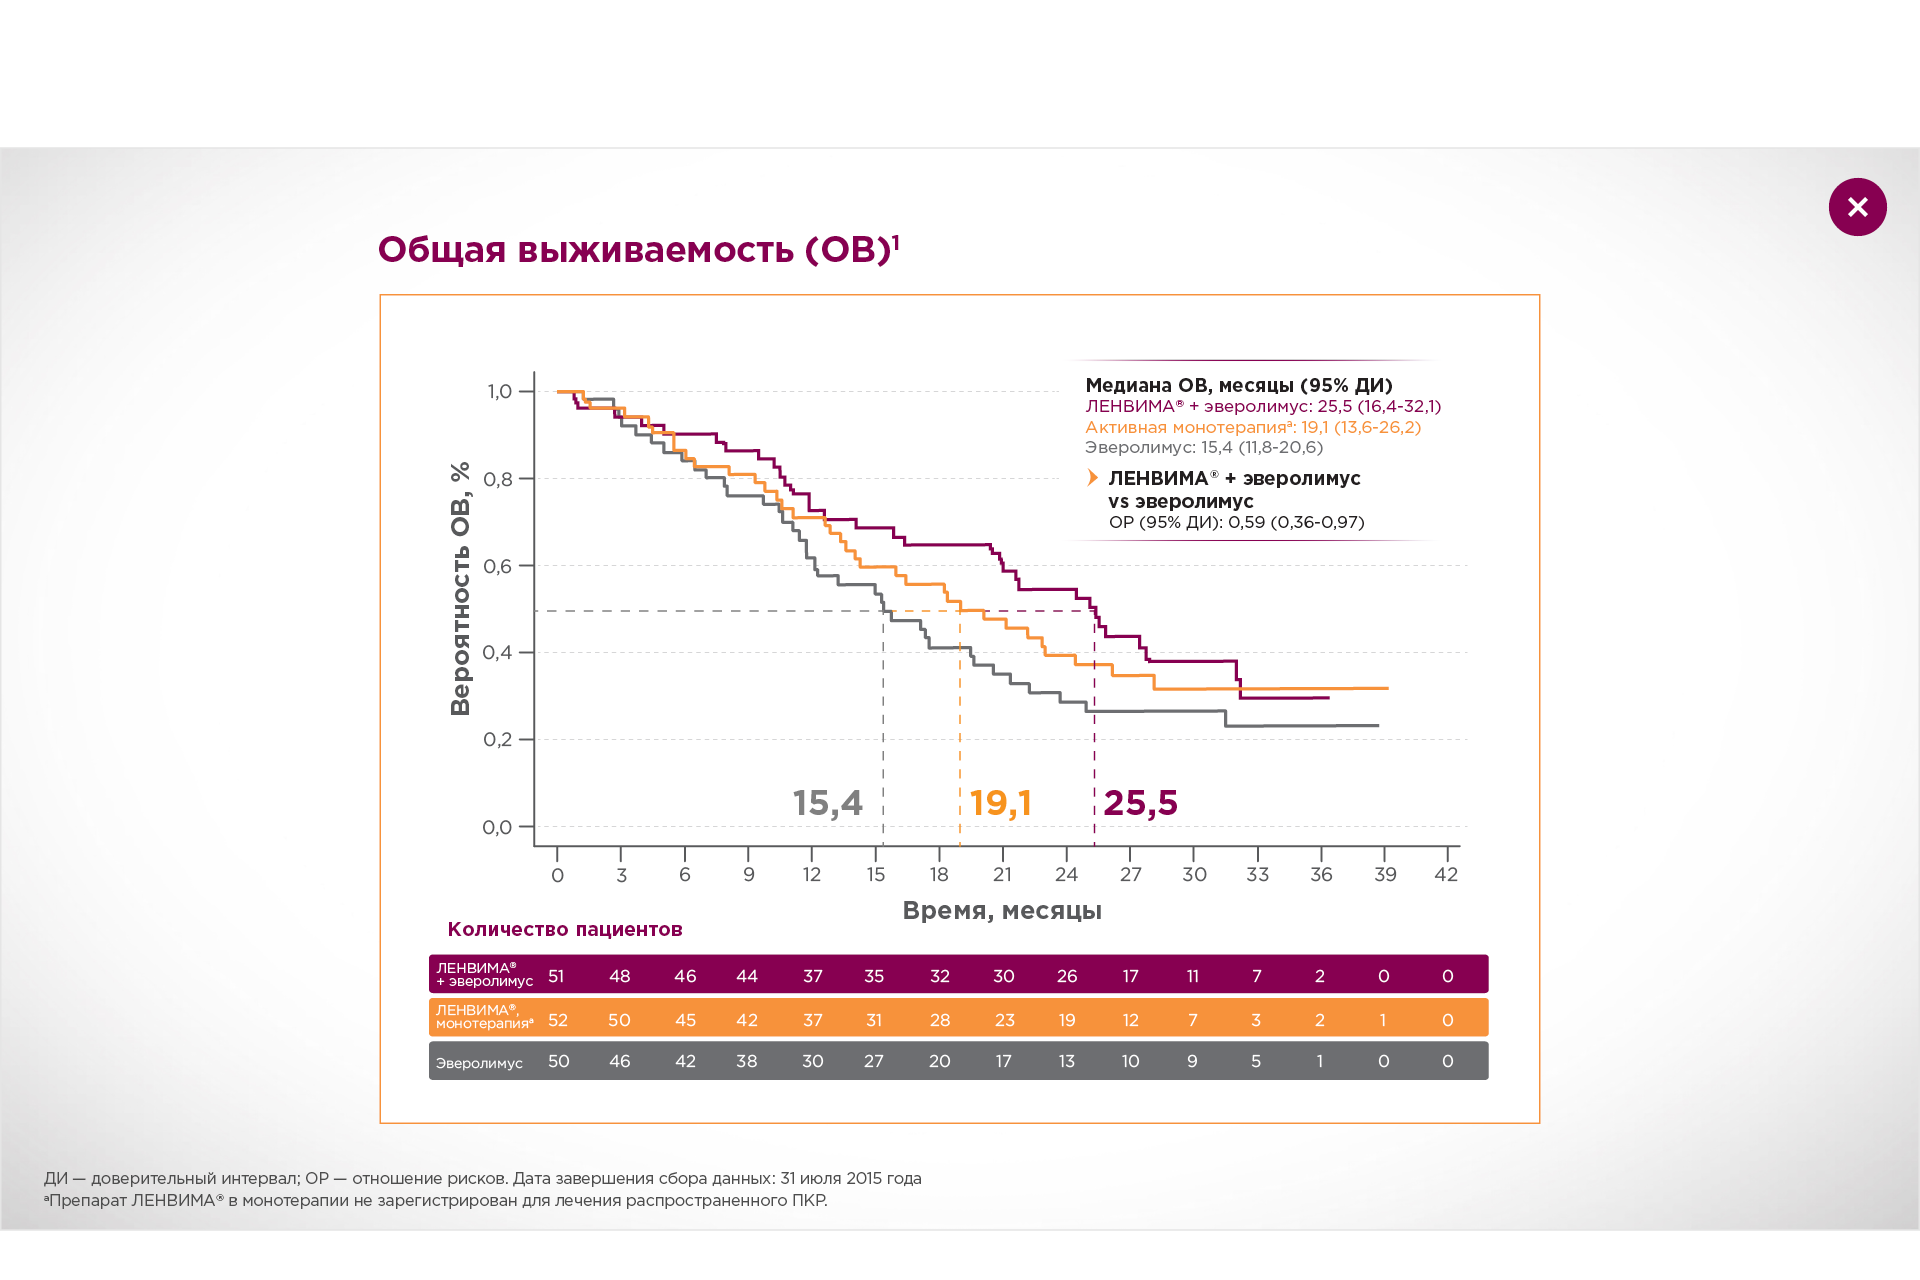 Общая выживаемость (ОВ)¹
Медиана ОВ, месяцы (95% ДИ)
ЛЕНВИМА® + эверолимус: 25,5 (16,4-32,1)
Активная монотерапияª: 19,1 (13,6-26,2)
Эверолимус: 15,4 (11,8-20,6)
ЛЕНВИМА® + эверолимус
vs эверолимус
ОР (95% ДИ): 0,59 (0,36-0,97)
Вероятность ОВ, %
1,0
0,8
0,6
0,4
0,2
0,0
15,4 19,1 25,5
0 3 6 9 12 15 18 21 24 27 30 33 36 39 42
Время, месяцы
Количество пациентов
ЛЕНВИМА®
+ эверолимус 51 48 46 44 37 35 32 30 26 17 11 7 2 0 0
ЛЕНВИМА®,
монотерапияª 52 50 45 42 37 31 28 23 19 12 7 3 2 1 0
Эверолимус 50 46 42 38 30 27 20 17 13 10 9 5 1 0 0
ДИ — доверительный интервал; ОР — отношение рисков. Дата завершения сбора данных: 31 июля 2015 года
ªПрепарат ЛЕНВИМА® в монотерапии не зарегистрирован для лечения распространенного ПКР.